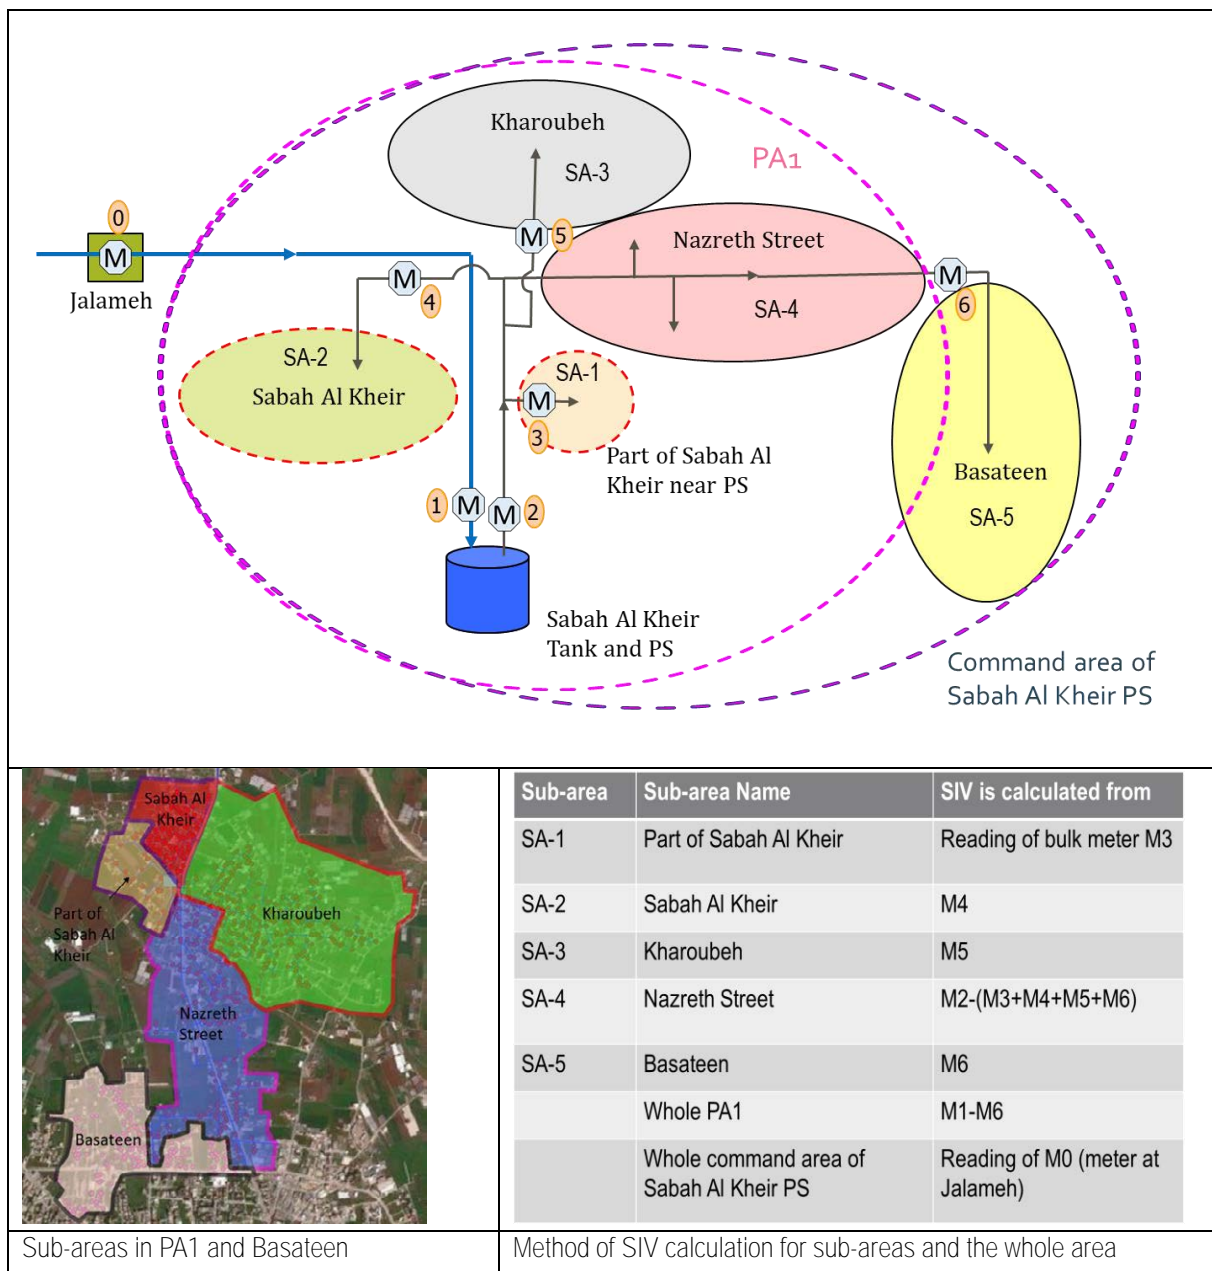 Kharoubeh
SA-3
PA1
0
M
Jalameh
M
5
Nazreth Street
SA-4
M
4
M
6
SA-2
Sabah Al Kheir
SA-1
M
3
Part of Sabah Al
Kheir near PS
Basateen
SA-5
1
M
M
2
Sabah Al Kheir
Tank and PS
Command area of
Sabah Al Kheir PS
Sabah Al
Kheir
Part of
Sabah Al
Kheir
Kharoubeh
Nazreth
Street
Basateen
Sub-areas in PA1 and Basateen
Sub-area Sub-area Name SIV is calculated from
SA-1 Part of Sabah Al Kheir Reading of bulk meter M3
SA-2 Sabah Al Kheir M4
SA-3 Kharoubeh M5
SA-4 Nazreth Street M2-(M3+M4+M5+M6)
SA-5 Basateen M6
Whole PA1 M1-M6
Whole command area of Reading of M0 (meter at
Sabah Al Kheir PS Jalameh)
Method of SIV calculation for sub-areas and the whole area